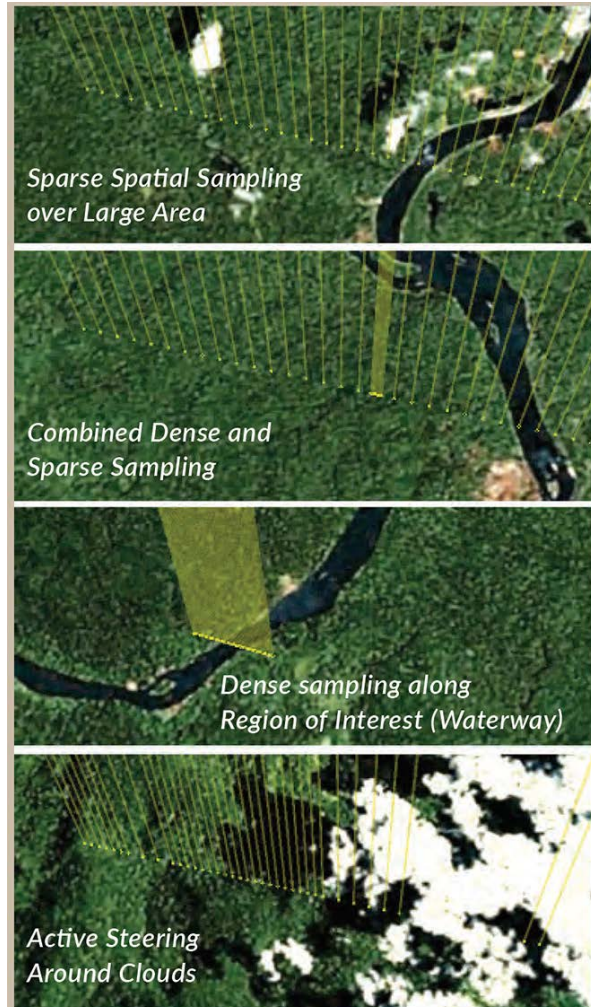 Sparse Spatial Sampling
over Large Area
Combined Dense and
Sparse Sampling
Dense sampling along
Region of Interest (Waterway)
Active Steering
Around Clouds